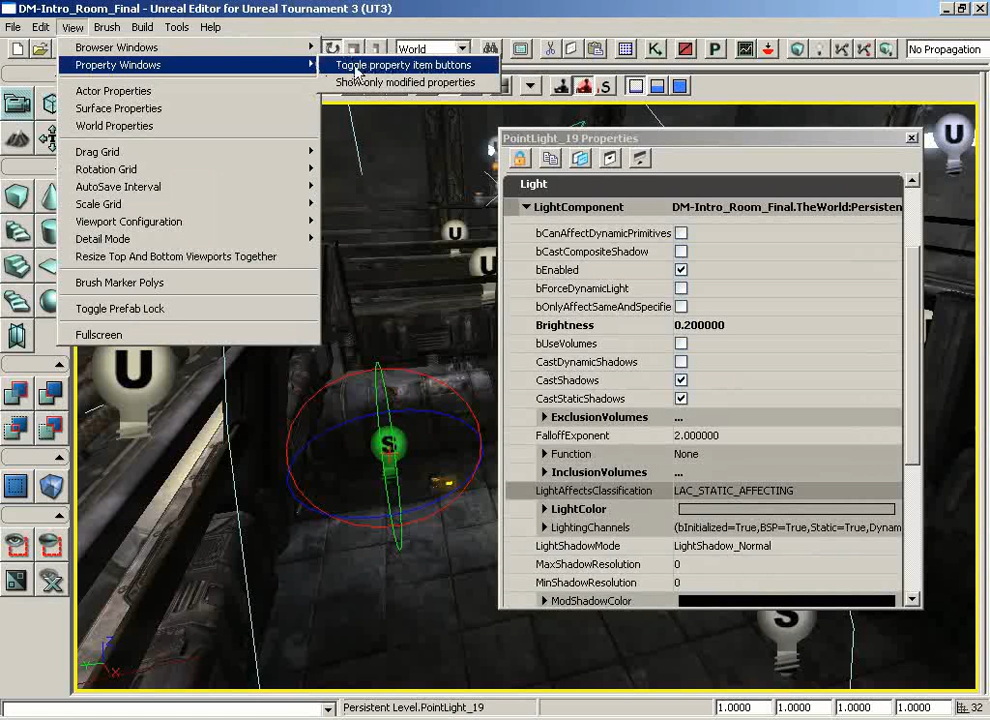 DM-Intro_Room_Final - Unreal Editor for Unreal Tournament 3 (UT3)
File Edit View Brush Build Tools Help
World
No Propagation
Browser Windows
Property Windows
Actor Properties
Surface Properties
World Properties
Drag Grid
Rotation Grid
AutoSave Interval
Scale Grid
Viewport Configuration
Detail Mode
Resize Top And Bottom Viewports Together
Brush Marker Polys
Toggle Prefab Lock
Fullscreen
Toggle property item buttons
Show only modified properties
PointLight_19 Properties
Light
LightComponent DM-Intro_Room_Final.TheWorld:Persisten
bCanAffectDynamicPrimitives
bCastCompositeShadow
bEnabled
bForceDynamicLight
bOnlyAffectSameAndSpecifie
Brightness 0.200000
bUseVolumes
CastDynamicShadows
CastShadows
CastStaticShadows
ExclusionVolumes ...
FalloffExponent 2.000000
Function None
InclusionVolumes ...
LightAffectsClassification LAC_STATIC_AFFECTING
LightColor
LightingChannels (bInitialized=True,BSP=True,Static=True,Dynam
LightShadowMode LightShadow_Normal
MaxShadowResolution 0
MinShadowResolution 0
ModShadowColor
U
U
U
U
S
S
X
Persistent Level.PointLight_19
1.0000 1.0000 1.0000 1.0000 32